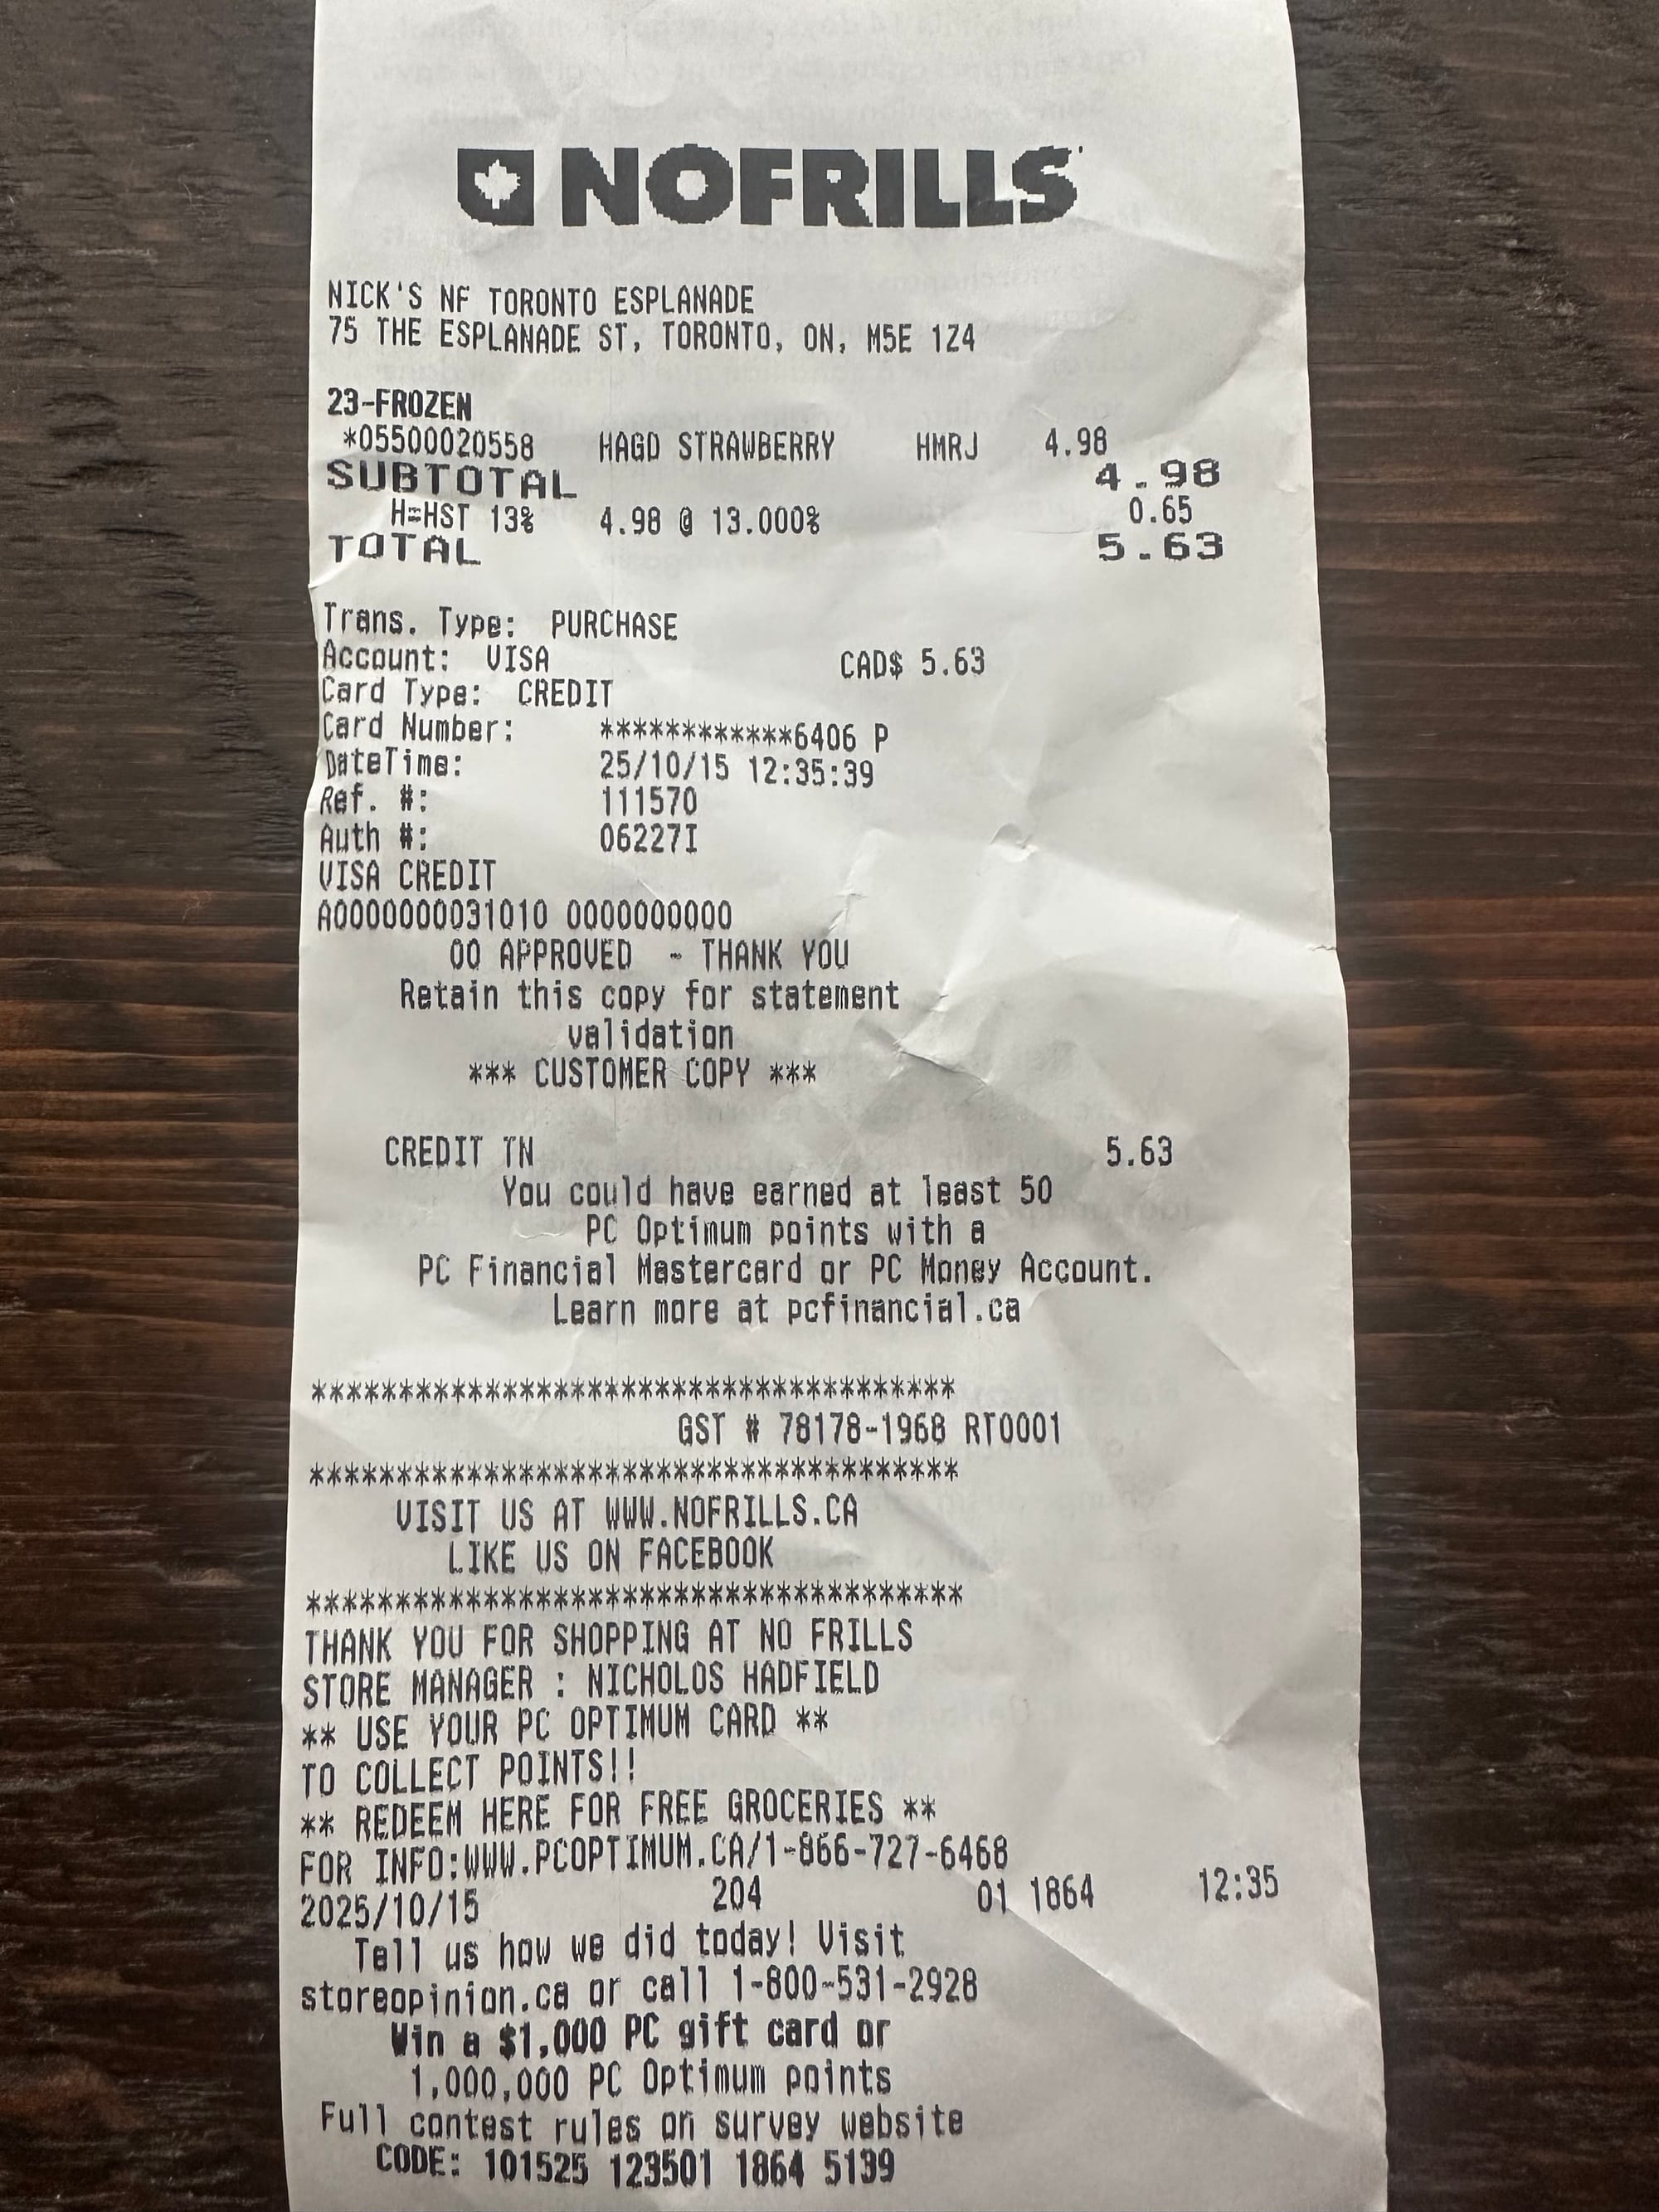 NOFRILLS
NICK'S NF TORONTO ESPLANADE
75 THE ESPLANADE ST, TORONTO, ON, M5E 1Z4
23-FROZEN
*05500020558 HAGD STRAWBERRY HMRJ 4.98
SUBTOTAL 4.98
H=HST 13% 4.98 @ 13.000% 0.65
TOTAL 5.63
Trans. Type: PURCHASE
Account: VISA CAD$ 5.63
Card Type: CREDIT
Card Number: ************6406 P
DateTime: 25/10/15 12:35:39
Ref. #: 111570
Auth #: 06227I
VISA CREDIT
A0000000031010 0000000000
00 APPROVED - THANK YOU
Retain this copy for statement
validation
*** CUSTOMER COPY ***
CREDIT TN 5.63
You could have earned at least 50
PC Optimum points with a
PC Financial Mastercard or PC Money Account.
Learn more at pcfinancial.ca
************************************
GST # 78178-1968 RT0001
************************************
VISIT US AT WWW.NOFRILLS.CA
LIKE US ON FACEBOOK
************************************
THANK YOU FOR SHOPPING AT NO FRILLS
STORE MANAGER : NICHOLOS HADFIELD
** USE YOUR PC OPTIMUM CARD **
TO COLLECT POINTS!!
** REDEEM HERE FOR FREE GROCERIES **
FOR INFO:WWW.PCOPTIMUM.CA/1-866-727-6468
2025/10/15 204 01 1864 12:35
Tell us how we did today! Visit
storeopinion.ca or call 1-800-531-2928
Win a $1,000 PC gift card or
1,000,000 PC Optimum points
Full contest rules on survey website
CODE: 101525 123501 1864 5139